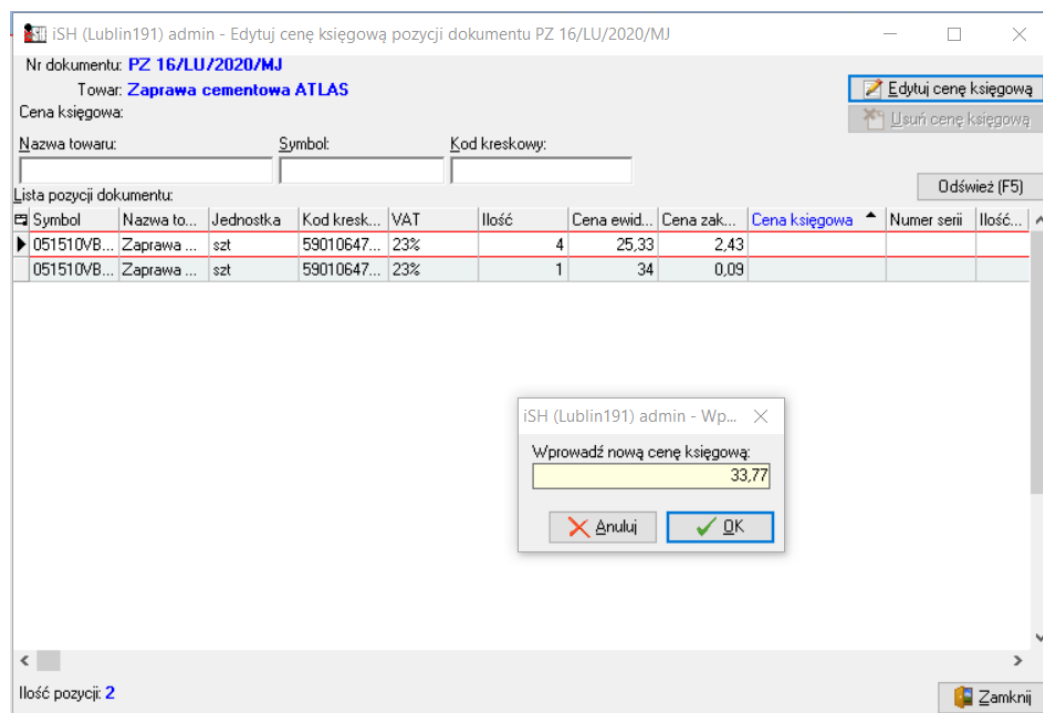 iSH (Lublin191) admin - Edytuj cenę księgową pozycji dokumentu PZ 16/LU/2020/MJ
Nr dokumentu: PZ 16/LU/2020/MJ
Towar: Zaprawa cementowa ATLAS
Cena księgowa:
Edytuj cenę księgową
Usuń cenę księgową
Nazwa towaru: Symbol: Kod kreskowy:
Odśwież (F5)
Lista pozycji dokumentu:
Symbol Nazwa to... Jednostka Kod kresk... VAT Ilość Cena ewid... Cena zak... Cena księgowa Numer serii Ilość...
051510VB... Zaprawa ... szt 59010647... 23% 4 25,33 2,43
051510VB... Zaprawa ... szt 59010647... 23% 1 34 0,09
iSH (Lublin191) admin - Wp...
Wprowadź nową cenę księgową:
33,77
Anuluj OK
Ilość pozycji: 2
Zamknij